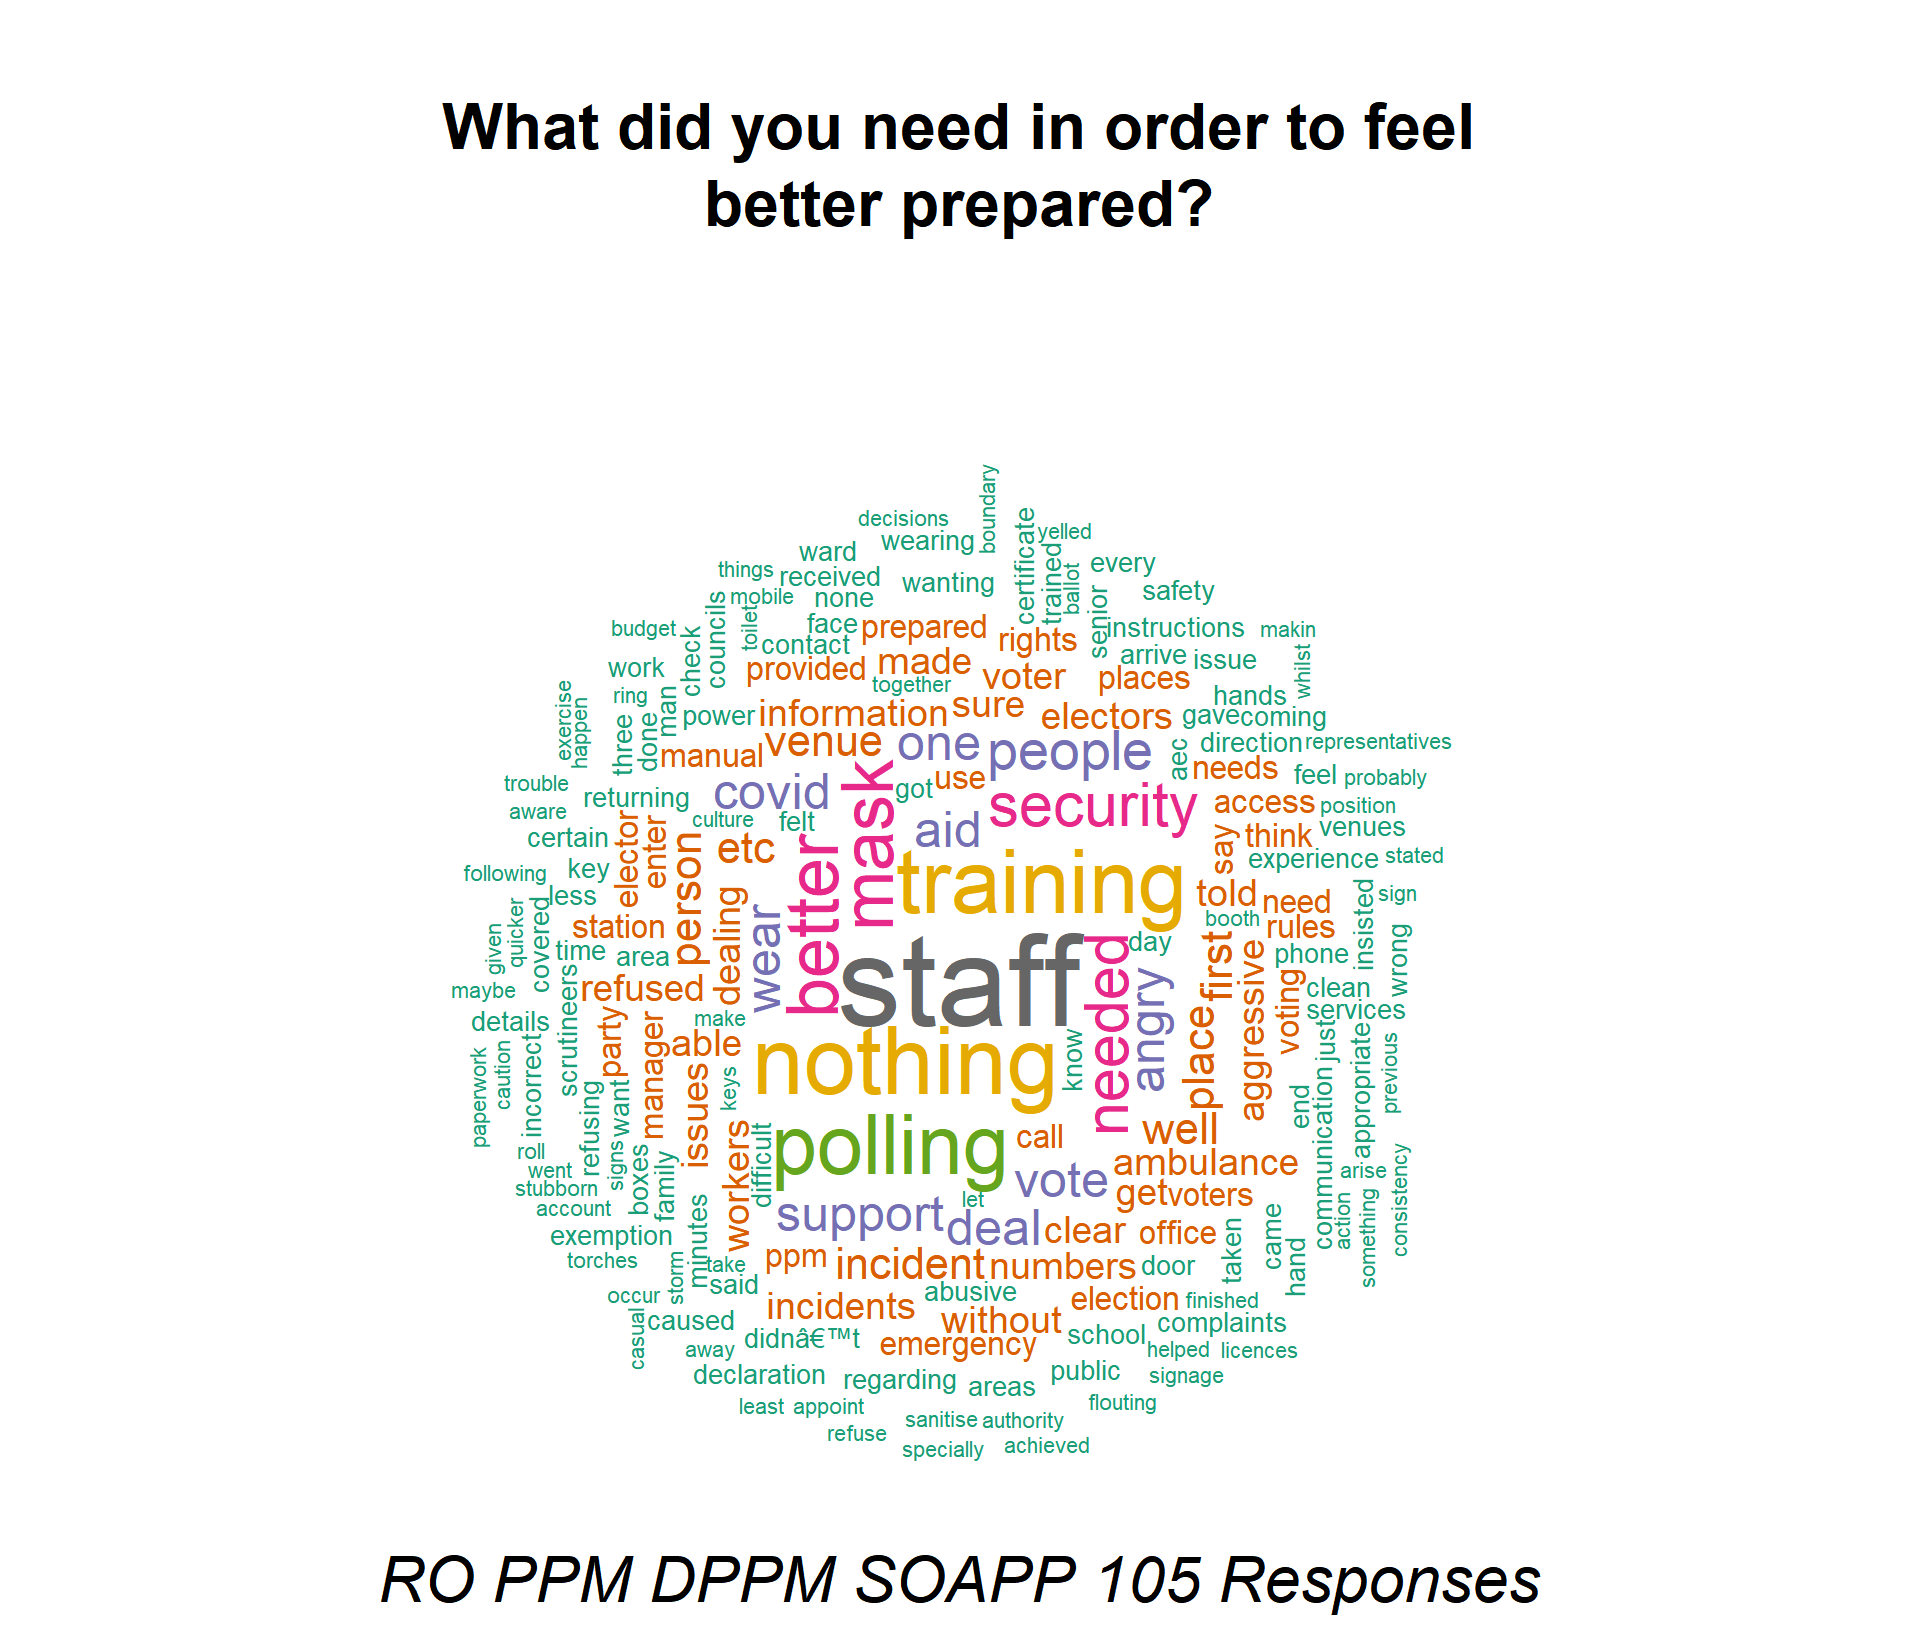 What did you need in order to feel
better prepared?
boundary
decisions
wearing
certificate
yelled
ward
trained
every
things
received
wanting
ballot
safety
mobile
none
senior
councils
toilet
face
prepared
rights
instructions
makin
budget
check
contact
arrive
issue
whilst
work
provided
made
voter
places
together
hands
exercise
ring
man
power
information
sure
electors
gave
coming
happen
three
done
manual
venue
one
people
aec
direction
representatives
needs
feel
probably
trouble
returning
covid
mask
got
use
security
access
position
aware
culture
felt
aid
say
think
venues
certain
elector
enter
person
etc
better
training
experience
stated
following
key
less
told
need
insisted
sign
quicker
covered
station
dealing
wear
booth
rules
given
time
area
staff
needed
day
first
aggressive
phone
wrong
maybe
scrutineers
refused
angry
voting
clean
services
details
party
make
able
nothing
know
place
just
appropriate
previous
paperwork
caution
incorrect
refusing
want
manager
issues
keys
end
communication
roll
went
signs
boxes
family
workers
difficult
polling
call
well
ambulance
arise
consistency
stubborn
account
minutes
support
let
vote
get
voters
action
something
exemption
deal
clear
office
taken
came
hand
torches
storm
take
ppm
incident
numbers
door
occur
said
abusive
election
finished
casual
caused
incidents
without
complaints
away
didnâ€™t
emergency
school
helped
licences
declaration
regarding
areas
public
signage
least
appoint
flouting
sanitise
authority
refuse
specially
achieved
RO PPM DPPM SOAPP 105 Responses